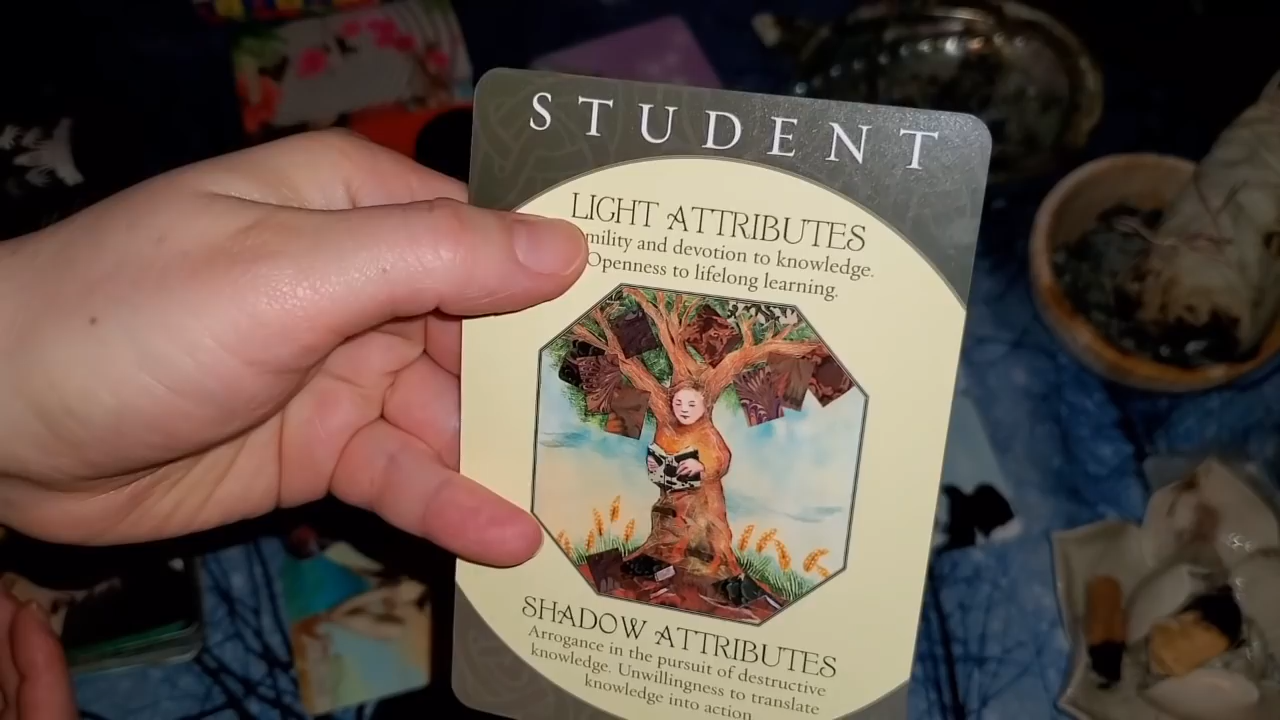 STUDENT
LIGHT ATTRIBUTES
mility and devotion to knowledge.
Openness to lifelong learning.
SHADOW ATTRIBUTES
Arrogance in the pursuit of destructive
knowledge. Unwillingness to translate
knowledge into action